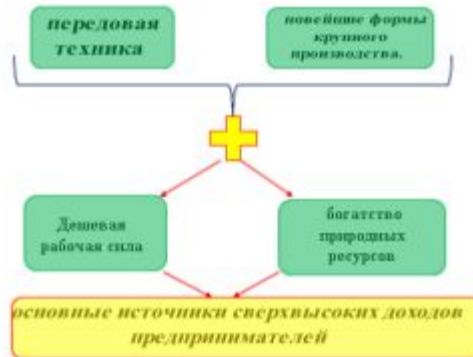 передовая
техника
новейшие формы
крупного
производства.
Дешевая
рабочая сила
богатство
природных
ресурсов
основные источники сверхвысоких доходов
предпринимателей